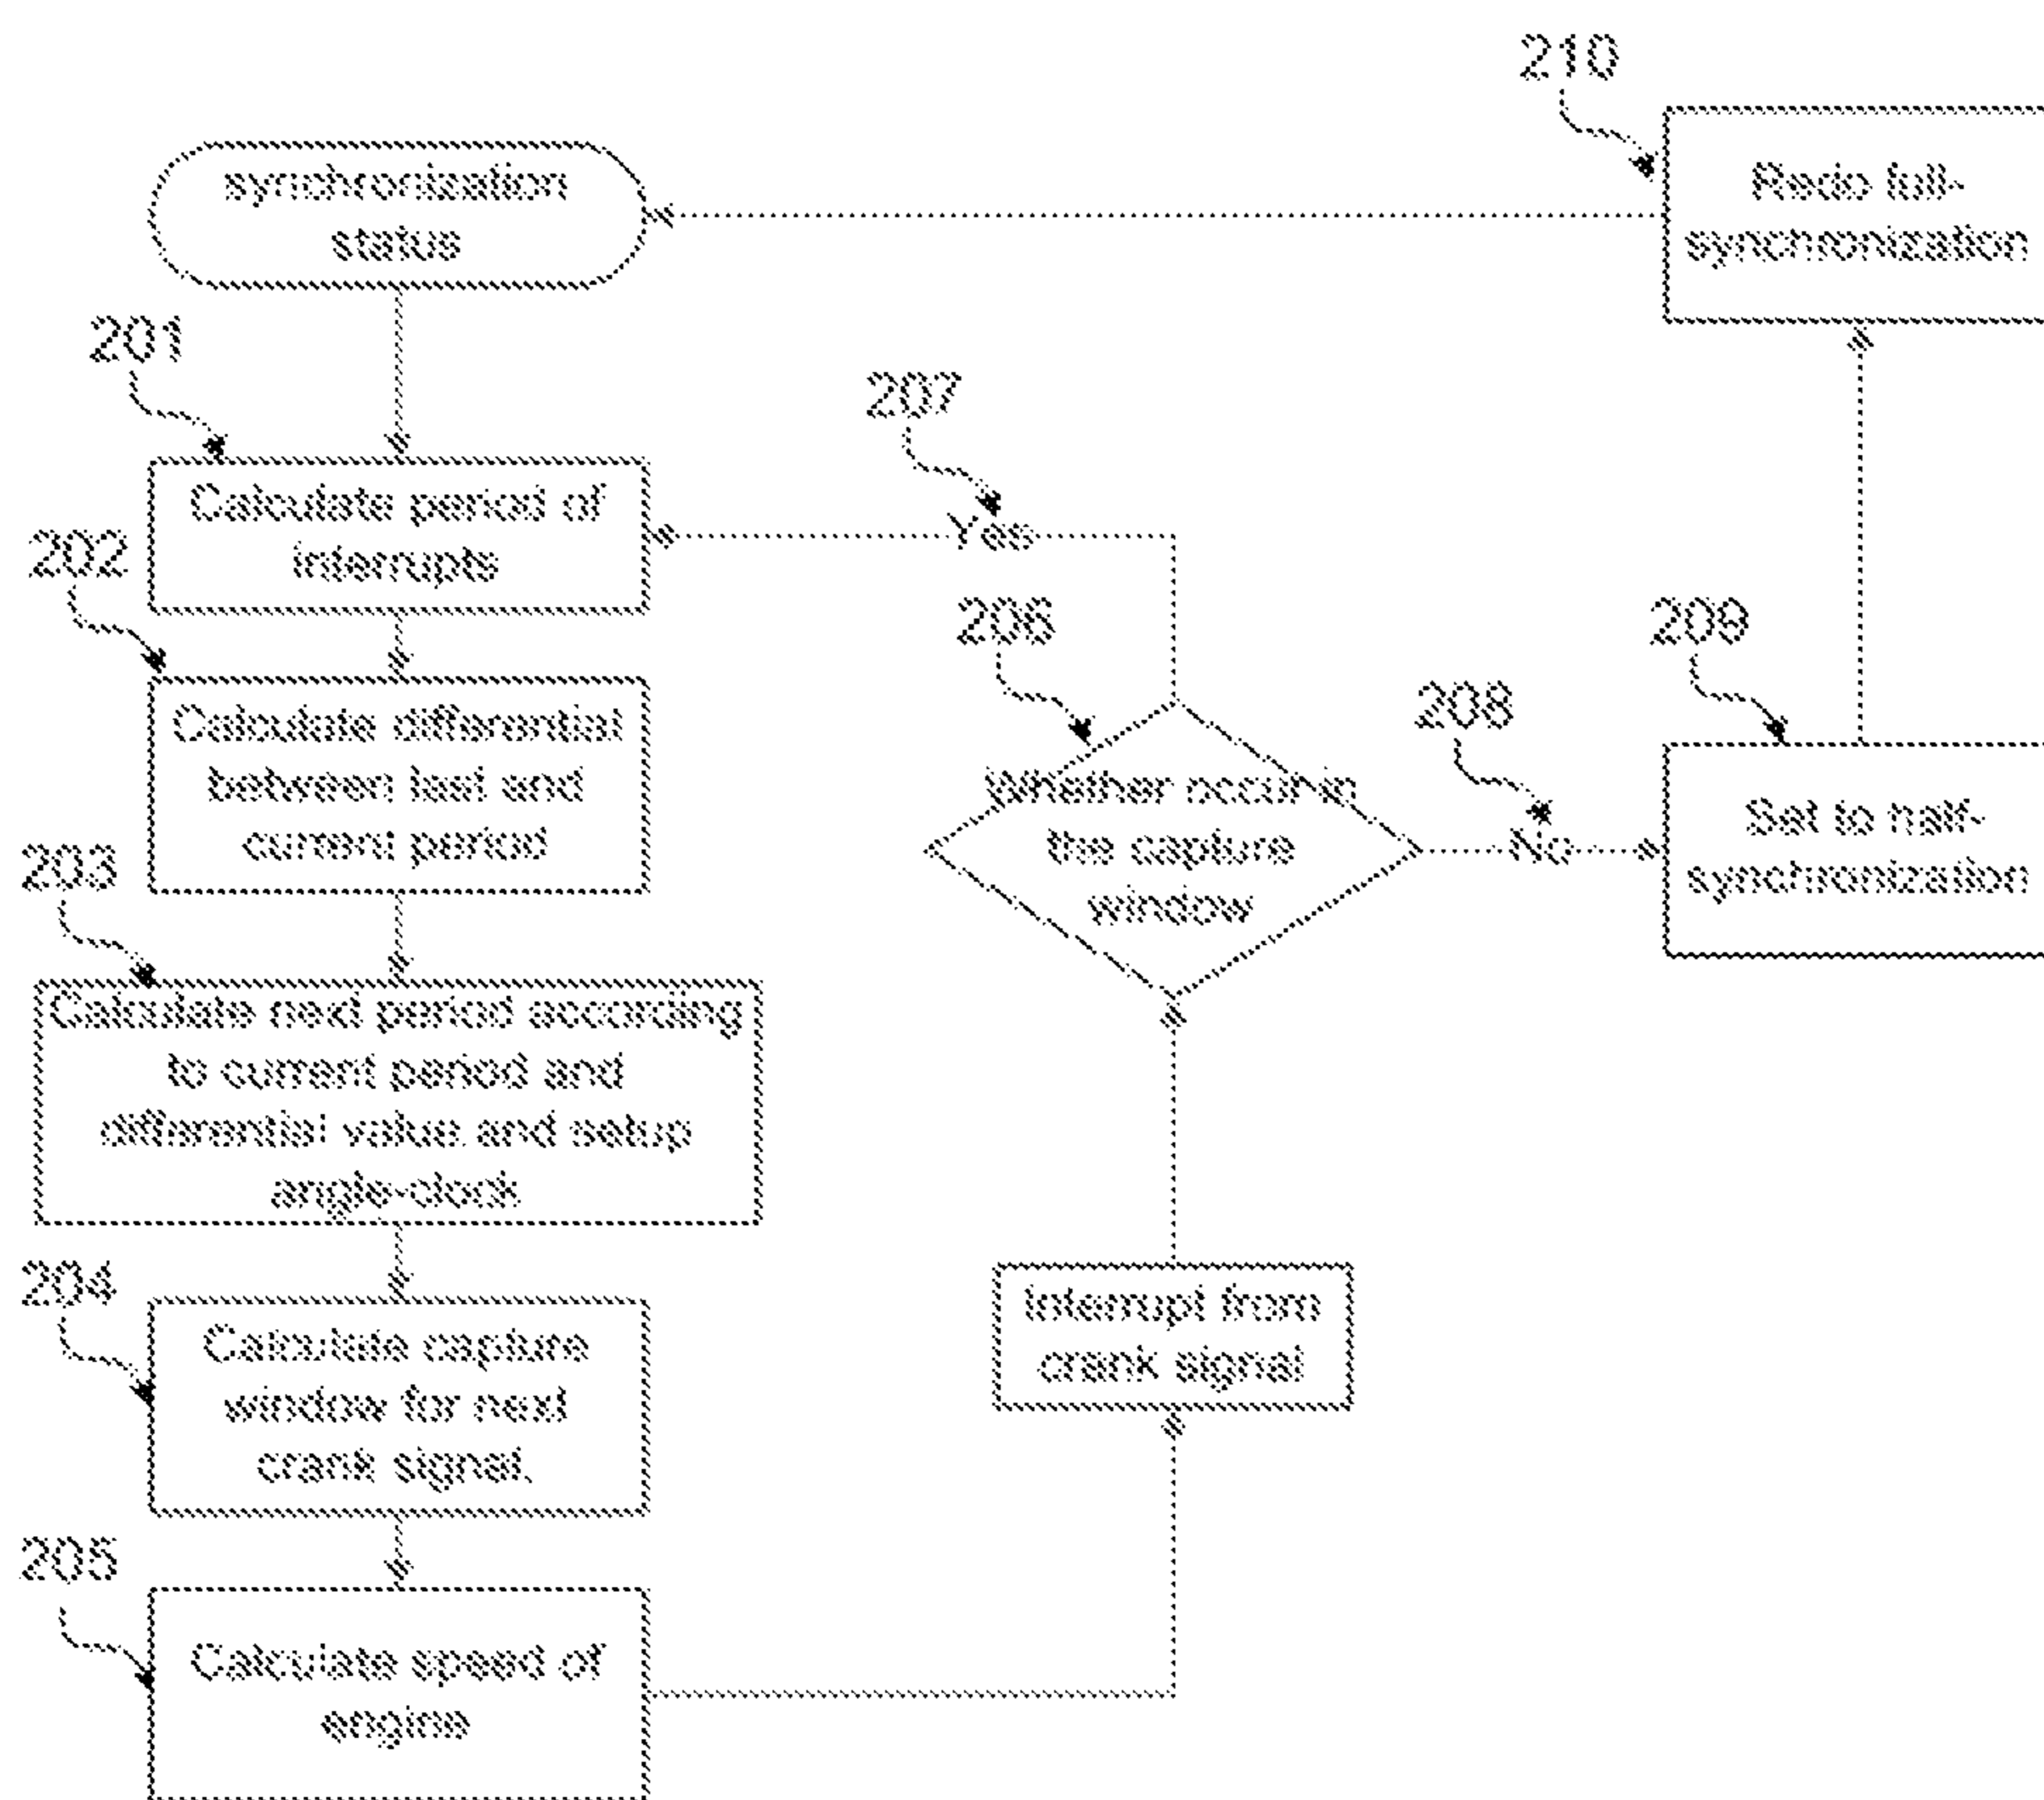 210
synchronization
status
Redo full-
synchronization
201
207
Calculate period of
interrupts
Yes
202
206
209
208
Calculate differential
between last and
current period
Whether occur in
the capture
window
No
Set to half-
synchronization
203
Calculate next period according
to current period and
differential value and setup
angle-clock
204
Calculate capture
window for next
crank signal.
Interrupt from
crank signal
205
Calculate speed of
engine